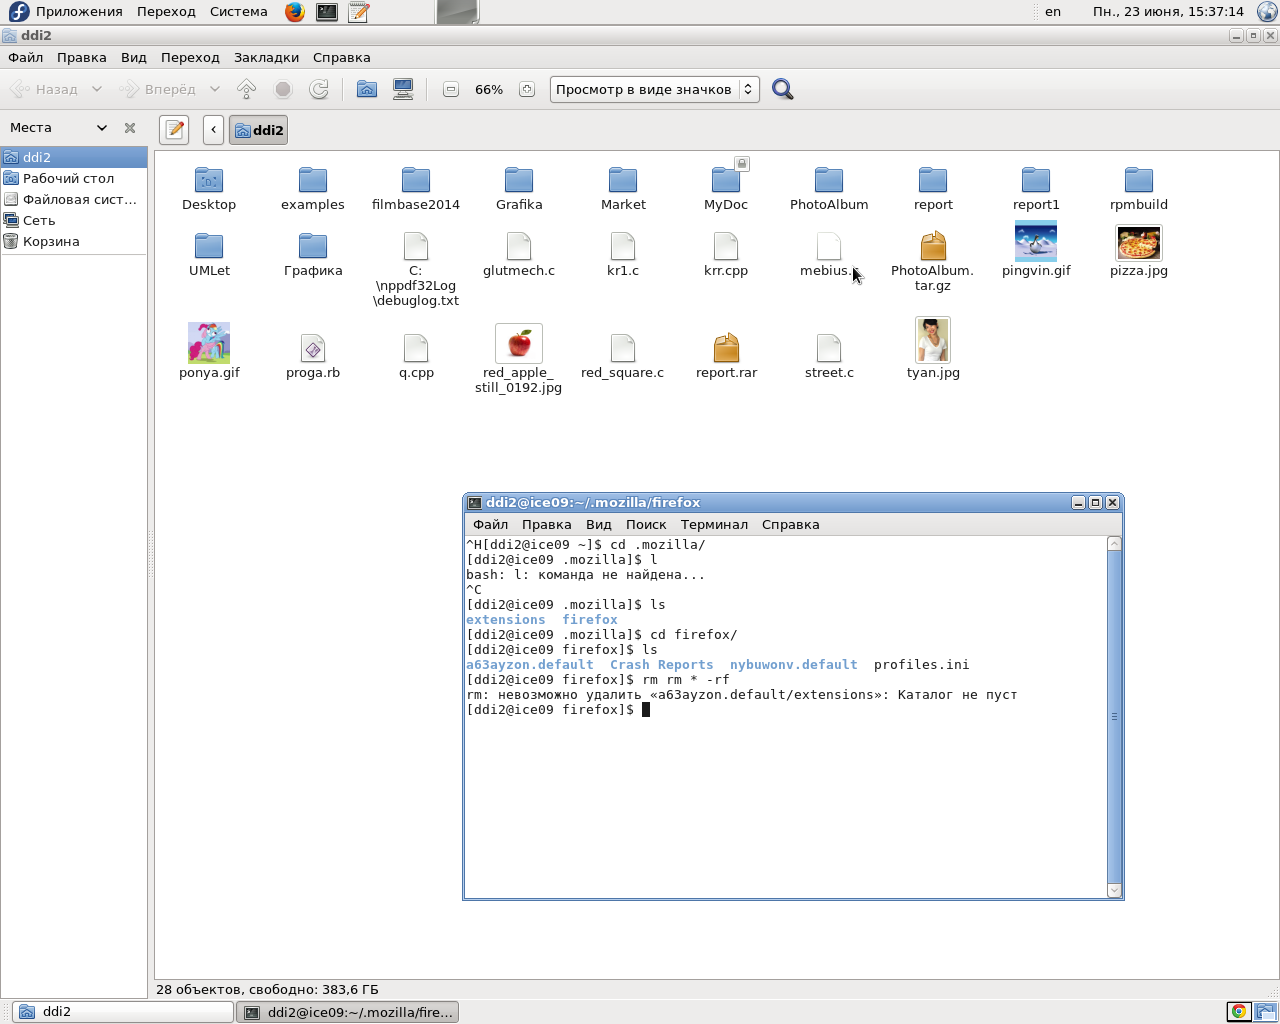 Приложения Переход Система
en Пн., 23 июня, 15:37:14
ddi2
Файл Правка Вид Переход Закладки Справка
Назад Вперёд 66% Просмотр в виде значков
Места
ddi2
ddi2
Рабочий стол
Файловая сист...
Сеть
Корзина
Desktop examples filmbase2014 Grafika Market MyDoc PhotoAlbum report report1 rpmbuild
UMLet Графика C:\nppdf32Log\debuglog.txt glutmech.c kr1.c krr.cpp mebius.c PhotoAlbum.tar.gz pingvin.gif pizza.jpg
ponya.gif proga.rb q.cpp red_apple_still_0192.jpg red_square.c report.rar street.c tyan.jpg
ddi2@ice09:~/.mozilla/firefox
Файл Правка Вид Поиск Терминал Справка
^H[ddi2@ice09 ~]$ cd .mozilla/
[ddi2@ice09 .mozilla]$ l
bash: l: команда не найдена...
^C
[ddi2@ice09 .mozilla]$ ls
extensions firefox
[ddi2@ice09 .mozilla]$ cd firefox/
[ddi2@ice09 firefox]$ ls
a63ayzon.default Crash Reports nybuwonv.default profiles.ini
[ddi2@ice09 firefox]$ rm rm * -rf
rm: невозможно удалить «a63ayzon.default/extensions»: Каталог не пуст
[ddi2@ice09 firefox]$
28 объектов, свободно: 383,6 ГБ
ddi2
ddi2@ice09:~/.mozilla/fire...